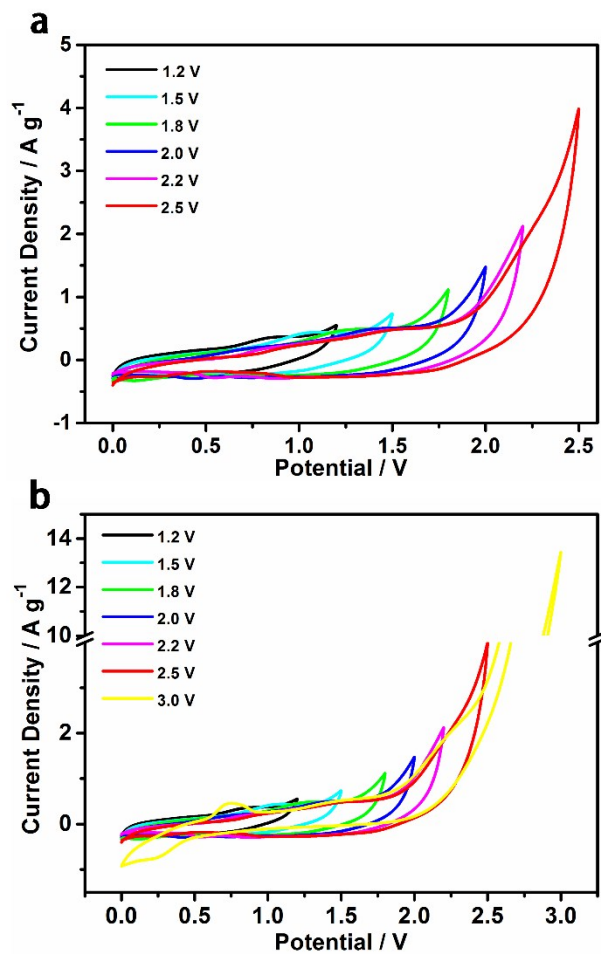 a
5
4
3
2
1
0
-1
Current Density / A g-1
1.2 V
1.5 V
1.8 V
2.0 V
2.2 V
2.5 V
0.0 0.5 1.0 1.5 2.0 2.5
Potential / V
b
14
13
12
11
10
2
0
Current Density / A g-1
1.2 V
1.5 V
1.8 V
2.0 V
2.2 V
2.5 V
3.0 V
0.0 0.5 1.0 1.5 2.0 2.5 3.0
Potential / V